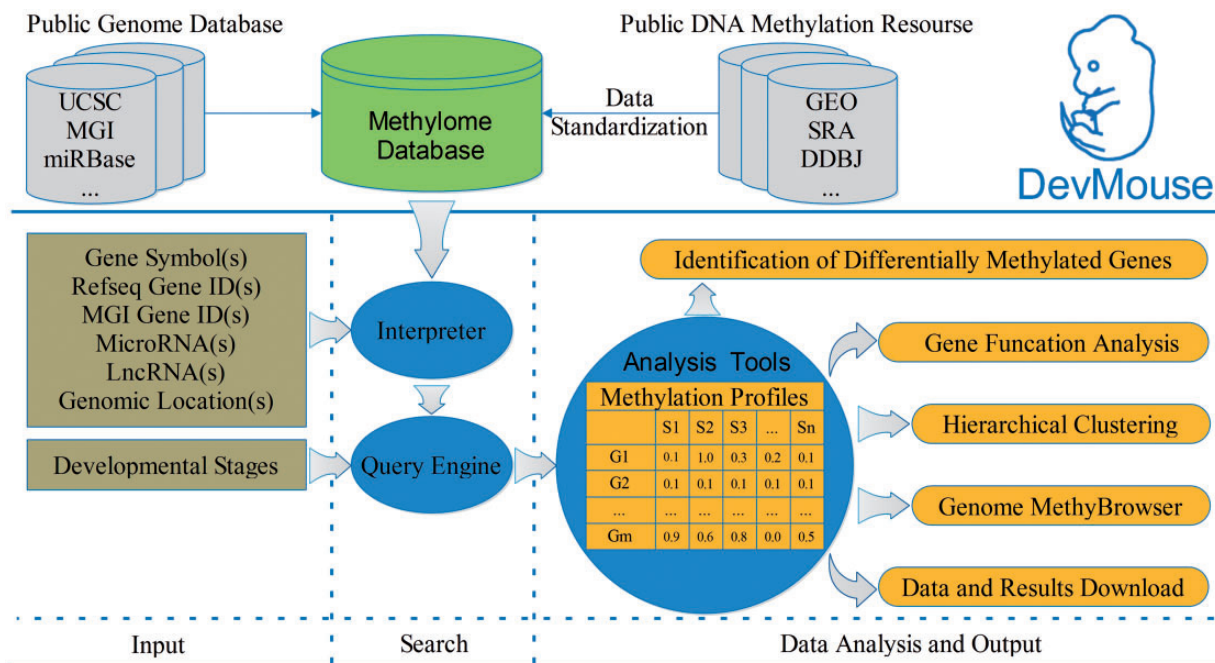 Public Genome Database
Public DNA Methylation Resourse
UCSC
MGI
miRBase
...
Methylome
Database
Data
Standardization
GEO
SRA
DDBJ
...
DevMouse
Gene Symbol(s)
Refseq Gene ID(s)
MGI Gene ID(s)
MicroRNA(s)
LncRNA(s)
Genomic Location(s)
Developmental Stages
Interpreter
Query Engine
Analysis Tools
Methylation Profiles
S1 S2 S3 ... Sn
G1 0.1 1.0 0.3 0.2 0.1
G2 0.1 0.1 0.1 0.1 0.1
... ... ... ... ... ...
Gm 0.9 0.6 0.8 0.0 0.5
Identification of Differentially Methylated Genes
Gene Funcation Analysis
Hierarchical Clustering
Genome MethyBrowser
Data and Results Download
Input
Search
Data Analysis and Output